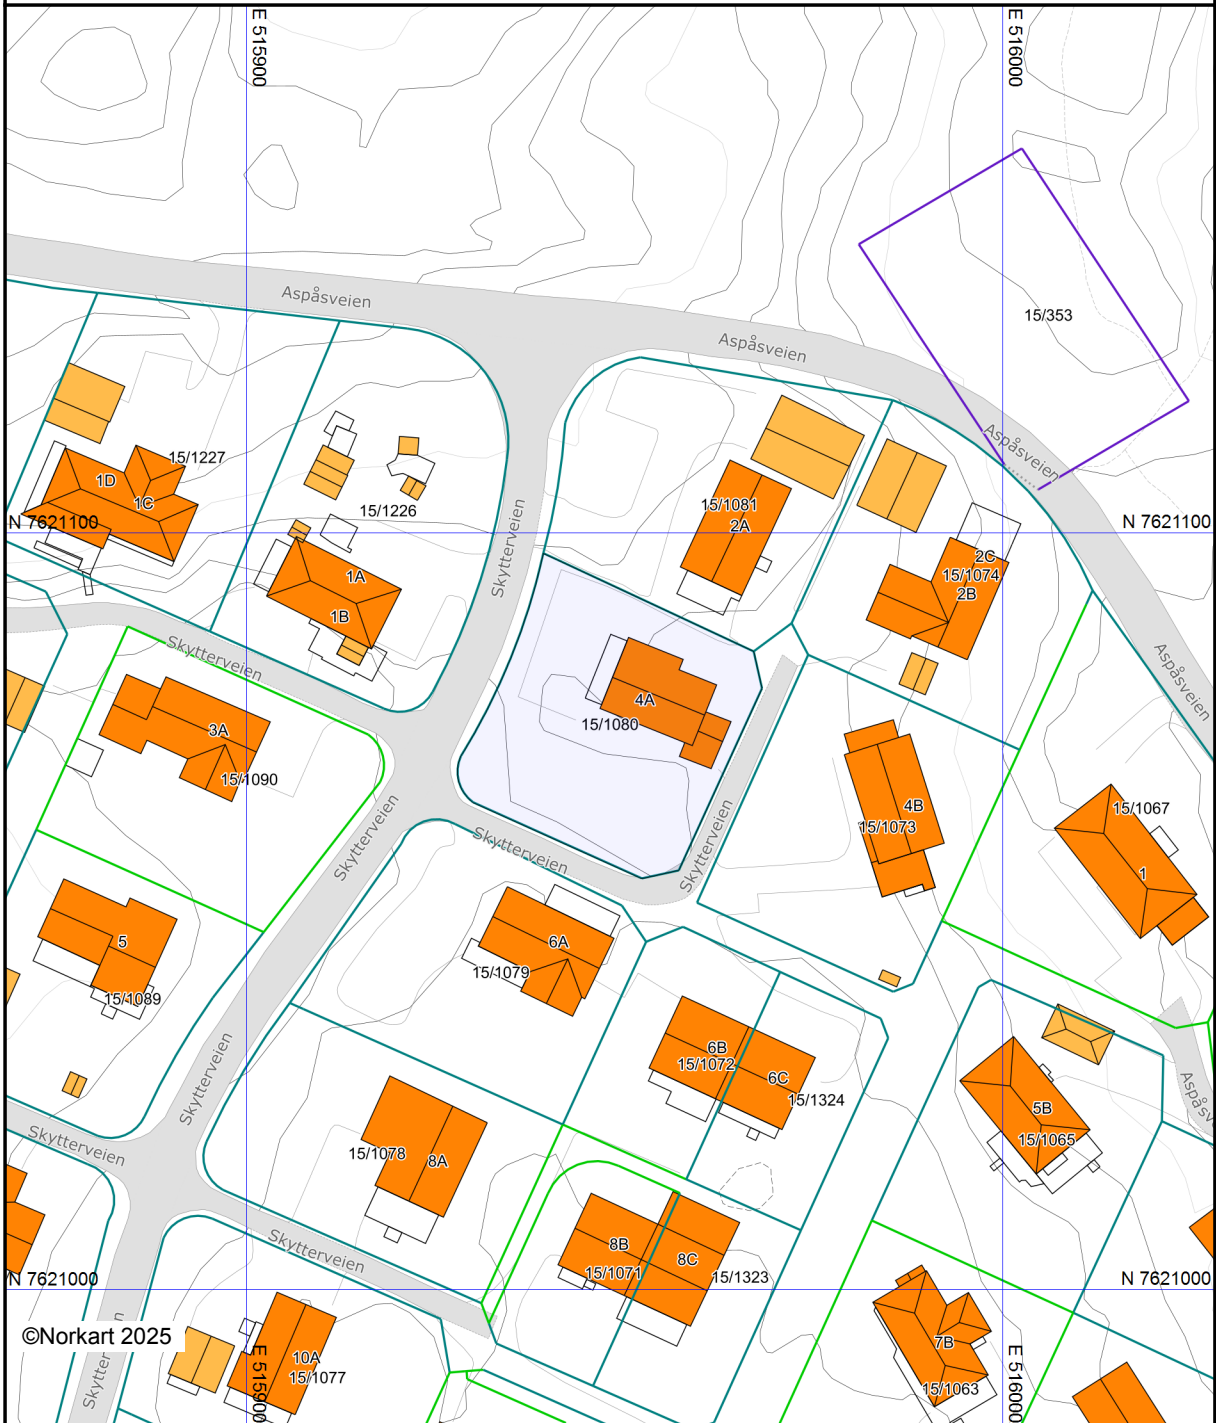 E 515900
E 516000
Aspåsveien
15/353
Aspåsveien
Aspåsveien
15/1227
1D
1C
15/1226
15/1081
2A
N 7621100
N 7621100
Skytterveien
2C
15/1074
2B
1A
1B
Skytterveien
Aspåsveien
4A
15/1080
3A
15/1090
4B
15/1073
15/1067
Skytterveien
Skytterveien
Skytterveien
1
5
15/1089
6A
15/1079
6B
15/1072
6C
15/1324
Skytterveien
Aspåsv
5B
15/1065
Skytterveien
15/1078
8A
Skytterveien
8B
15/1071
8C
15/1323
N 7621000
N 7621000
©Norkart 2025
Skytter
10A
15/1077
E 515900
7B
15/1063
E 516000